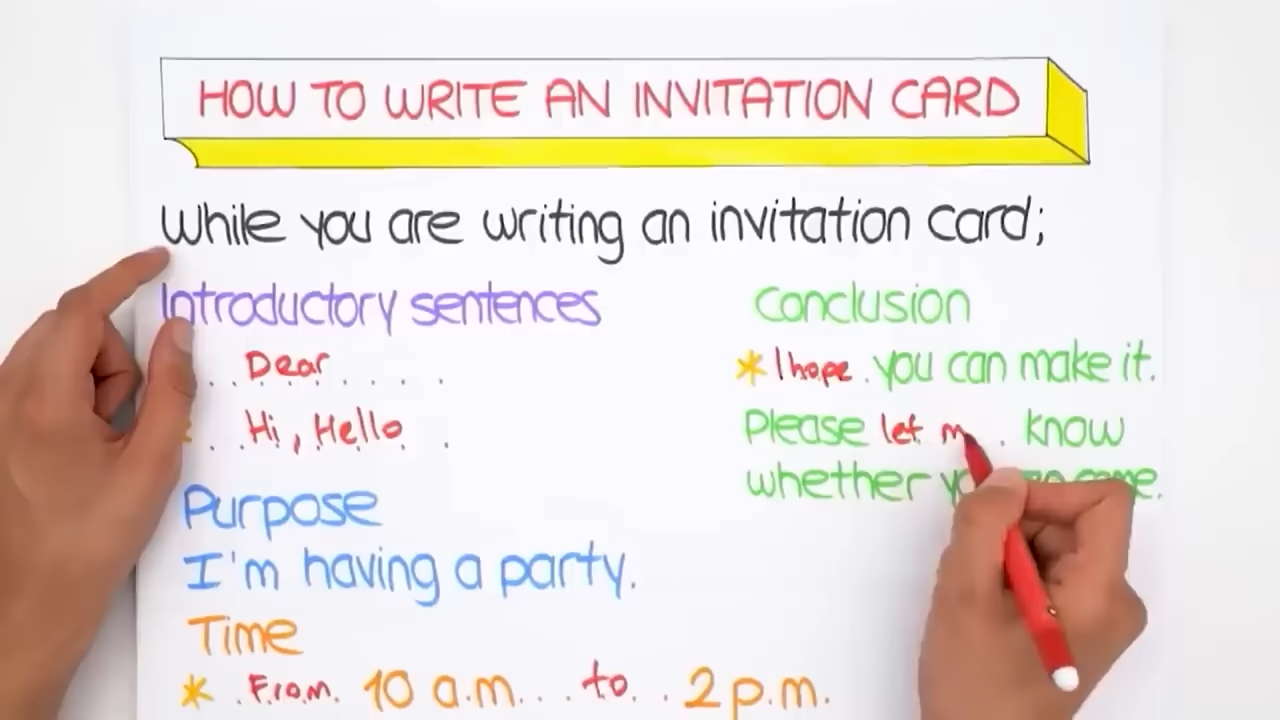 HOW TO WRITE AN INVITATION CARD
While you are writing an invitation card;
Introductory sentences
. . Dear . . . . .
* . . Hi, Hello .
Purpose
I'm having a party.
Time
* . From. 10 a.m. . . to . . 2 p.m.
Conclusion
* I hope . you can make it.
Please let m . . know
whether